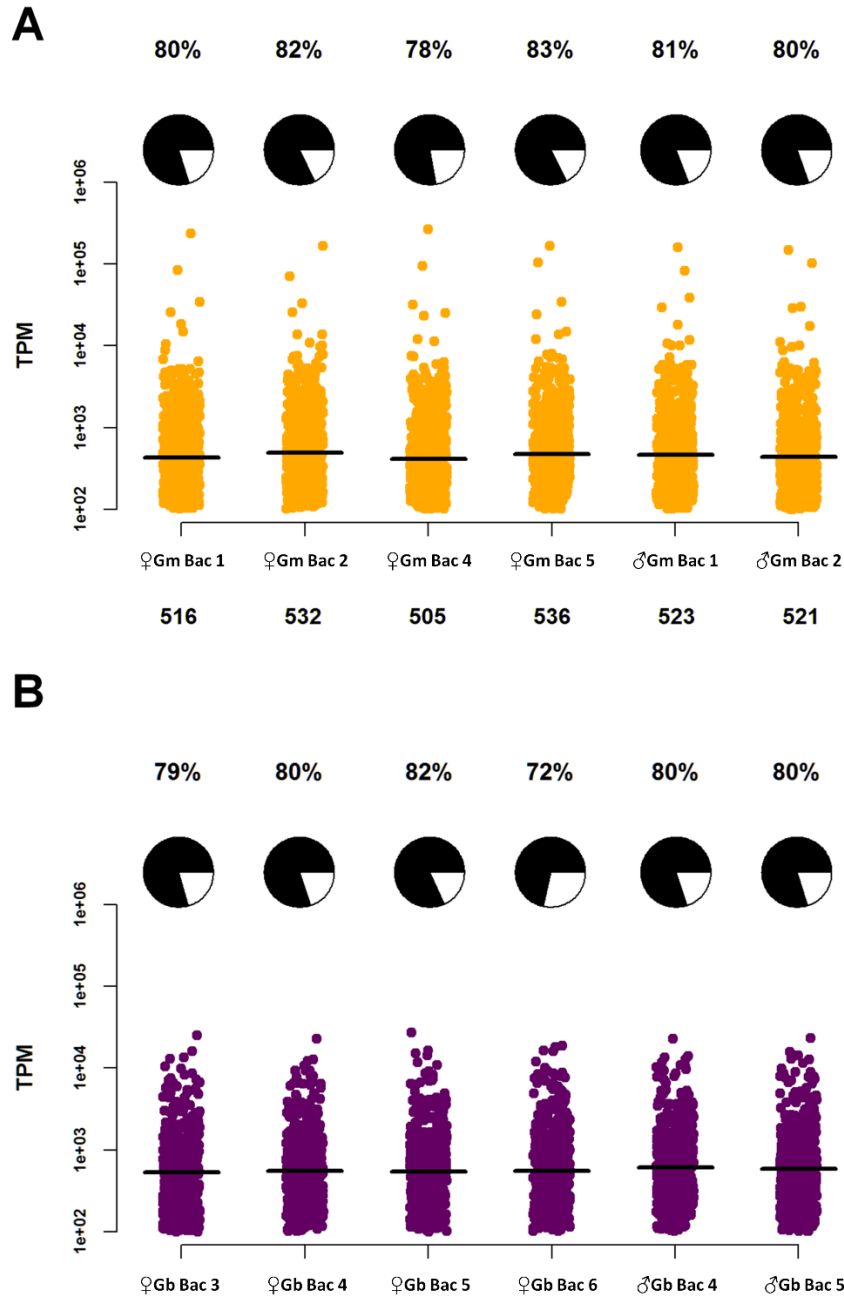 A
80% 82% 78% 83% 81% 80%
1e+06
1e+05
1e+04
1e+03
1e+02
TPM
♀Gm Bac 1 ♀Gm Bac 2 ♀Gm Bac 4 ♀Gm Bac 5 ♂Gm Bac 1 ♂Gm Bac 2
516 532 505 536 523 521
B
79% 80% 82% 72% 80% 80%
1e+06
1e+05
1e+04
1e+03
1e+02
TPM
♀Gb Bac 3 ♀Gb Bac 4 ♀Gb Bac 5 ♀Gb Bac 6 ♂Gb Bac 4 ♂Gb Bac 5